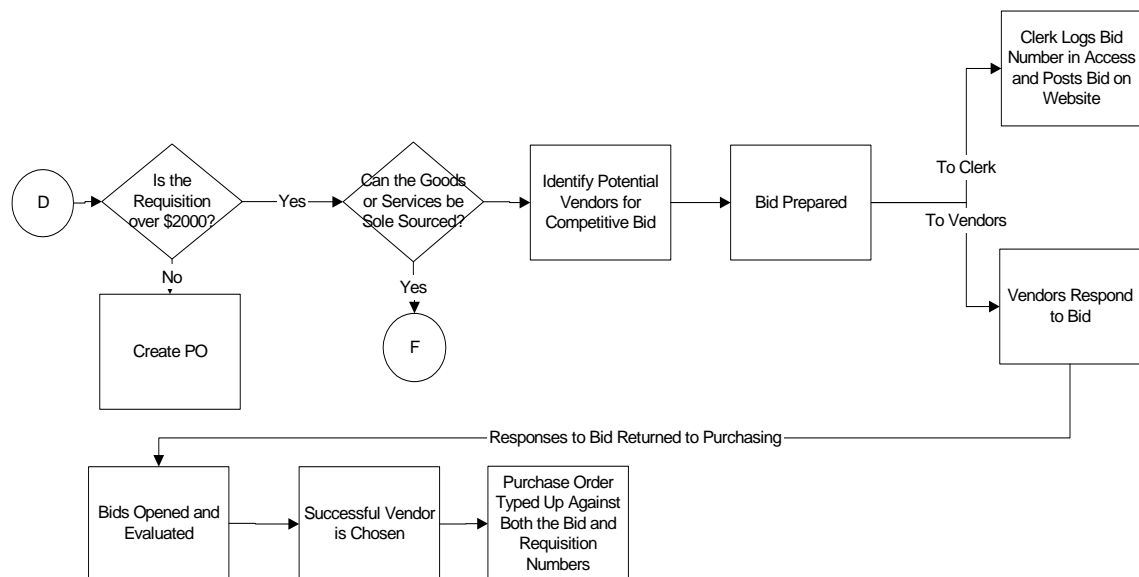 D
Is the
Requisition
over $2000?
Yes
Can the Goods
or Services be
Sole Sourced?
Identify Potential
Vendors for
Competitive Bid
Bid Prepared
To Clerk
To Vendors
Clerk Logs Bid
Number in Access
and Posts Bid on
Website
No
Create PO
Yes
F
Vendors Respond
to Bid
Responses to Bid Returned to Purchasing
Bids Opened and
Evaluated
Successful Vendor
is Chosen
Purchase Order
Typed Up Against
Both the Bid and
Requisition
Numbers